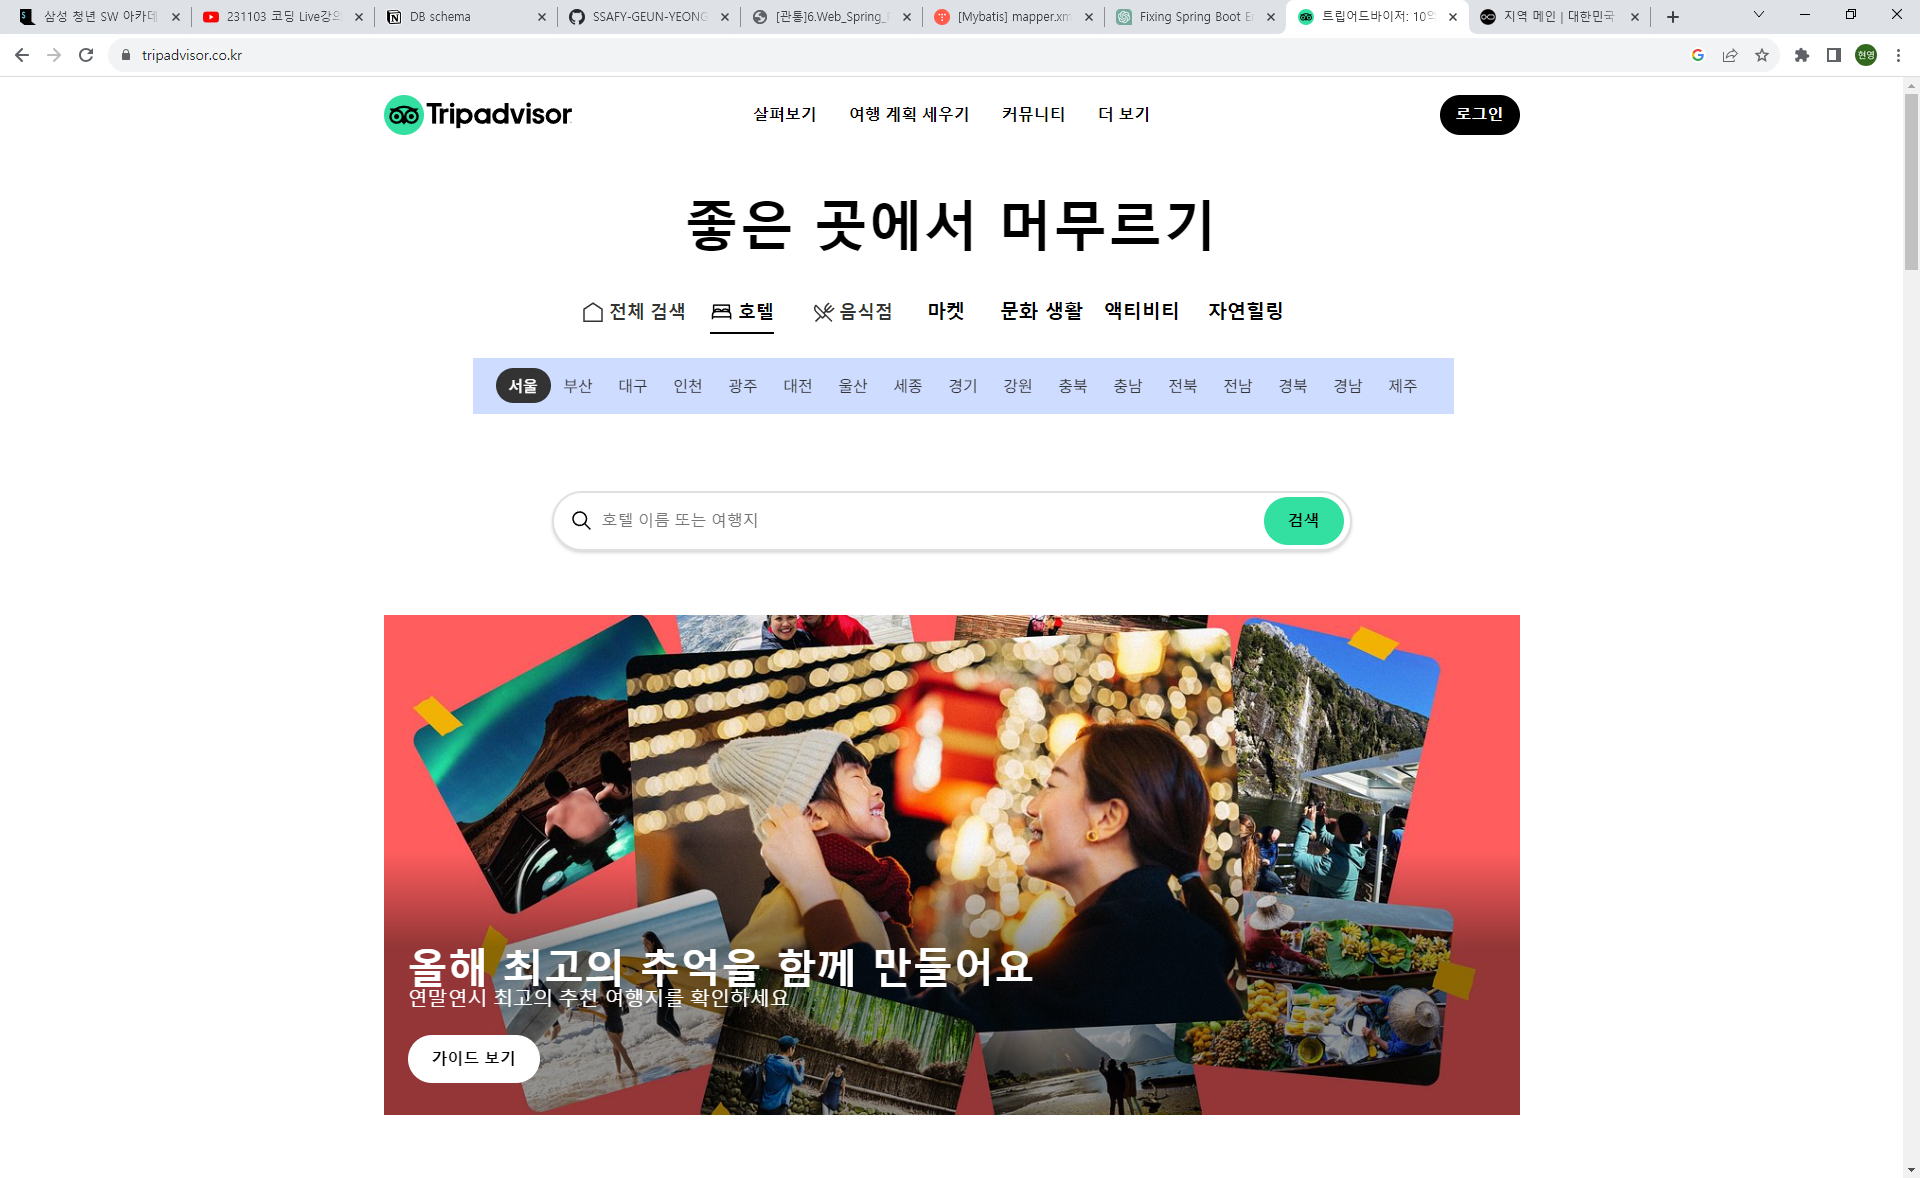 삼성 청년 SW 아카데
231103 코딩 Live강의
DB schema
SSAFY-GEUN-YEONG
[관통]6.Web_Spring_F
[Mybatis] mapper.xm
Fixing Spring Boot E
트립어드바이저: 10억
지역 메인 | 대한민국
tripadvisor.co.kr
현영
Tripadvisor
살펴보기
여행 계획 세우기
커뮤니티
더 보기
로그인
좋은 곳에서 머무르기
전체 검색
호텔
음식점
마켓
문화 생활
액티비티
자연힐링
서울 부산 대구 인천 광주 대전 울산 세종 경기 강원 충북 충남 전북 전남 경북 경남 제주
호텔 이름 또는 여행지
검색
올해 최고의 추억을 함께 만들어요
연말연시 최고의 추천 여행지를 확인하세요
가이드 보기